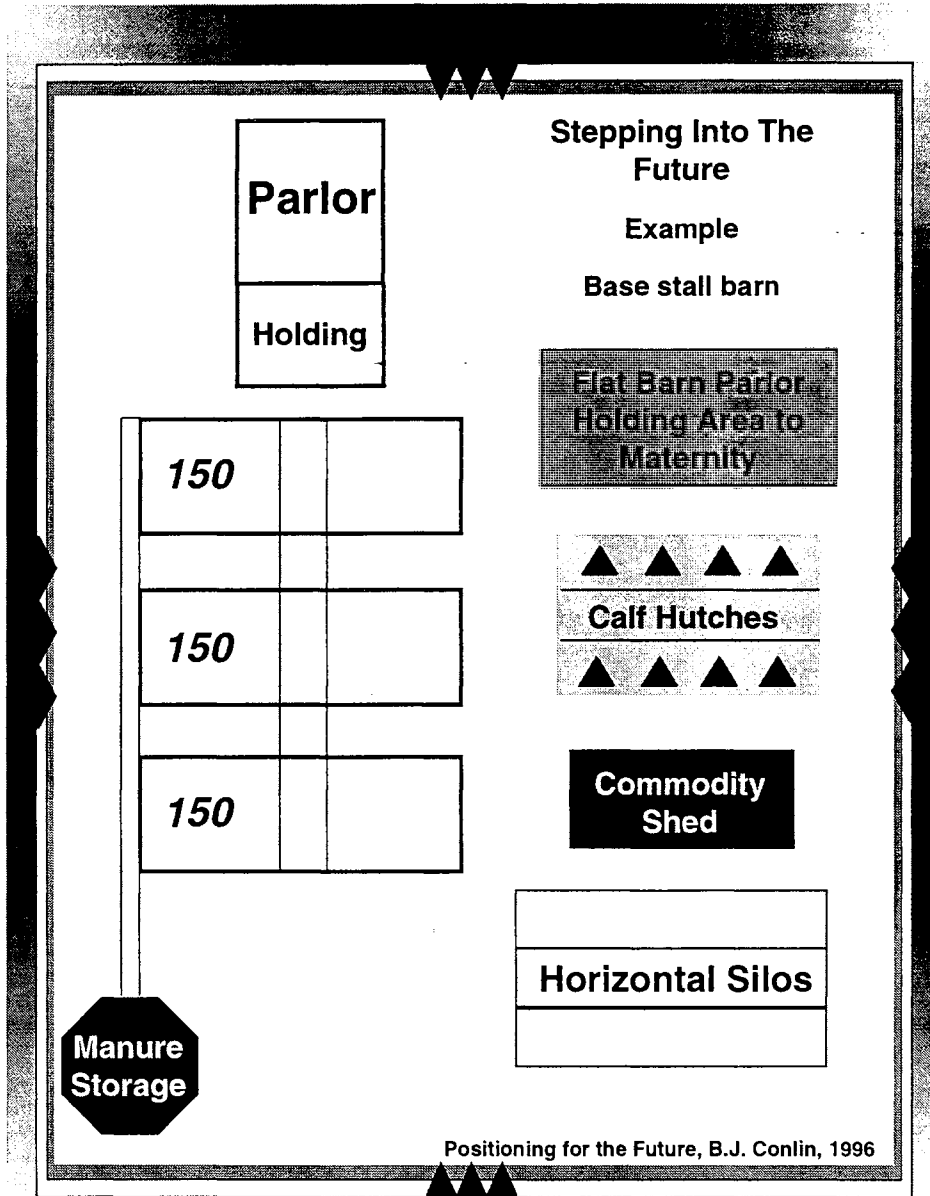 Stepping Into The
Future
Example
Base stall barn
Parlor
Holding
150
150
150
Flat Barn Parlor
Holding Area to
Maternity
Calf Hutches
Commodity
Shed
Horizontal Silos
Manure
Storage
Positioning for the Future, B.J. Conlin, 1996